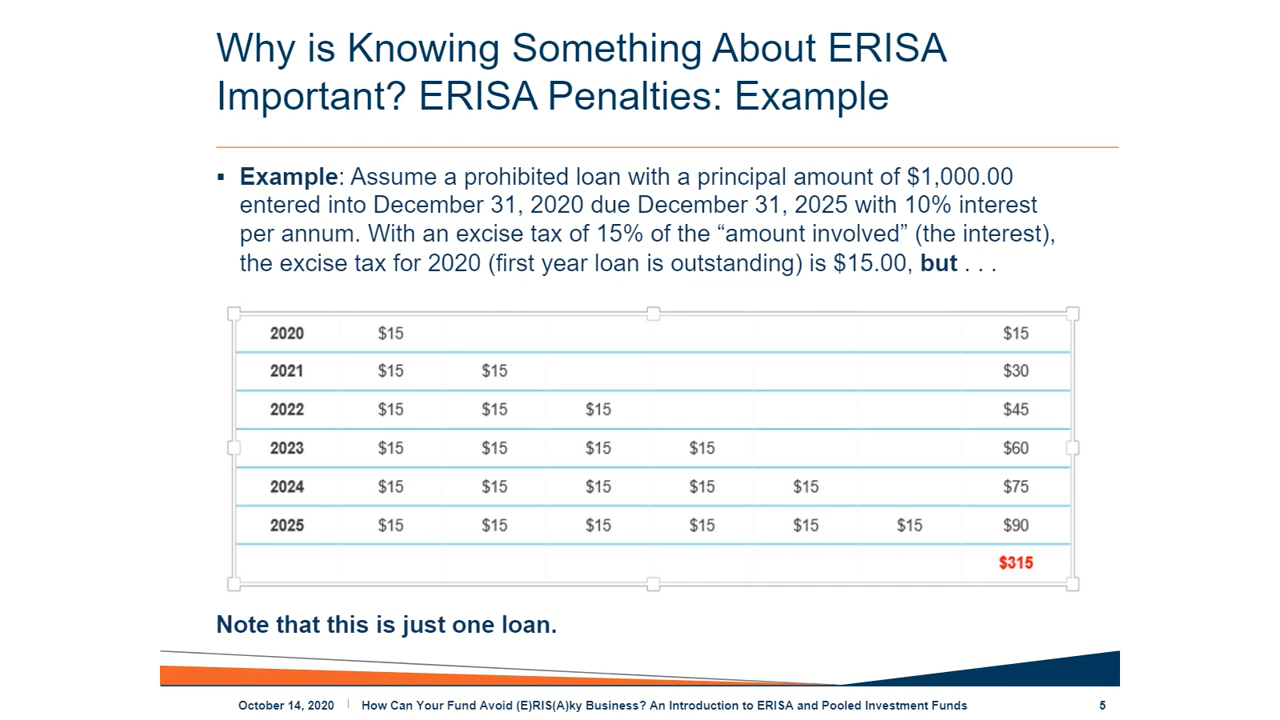 Why is Knowing Something About ERISA
Important? ERISA Penalties: Example
▪ Example: Assume a prohibited loan with a principal amount of $1,000.00
entered into December 31, 2020 due December 31, 2025 with 10% interest
per annum. With an excise tax of 15% of the “amount involved” (the interest),
the excise tax for 2020 (first year loan is outstanding) is $15.00, but . . .
2020 $15 $15
2021 $15 $15 $30
2022 $15 $15 $15 $45
2023 $15 $15 $15 $15 $60
2024 $15 $15 $15 $15 $15 $75
2025 $15 $15 $15 $15 $15 $15 $90
$315
Note that this is just one loan.
October 14, 2020 | How Can Your Fund Avoid (E)RIS(A)ky Business? An Introduction to ERISA and Pooled Investment Funds 5